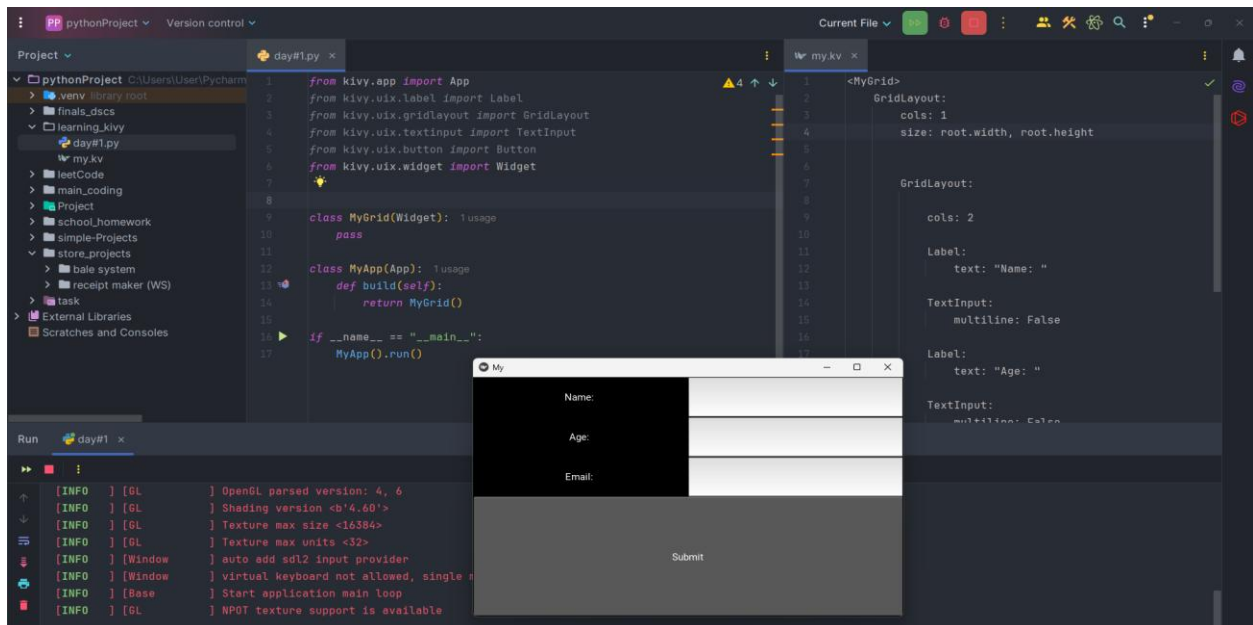 PP pythonProject Version control
Current File
Project
pythonProject C:\Users\User\Pycharm
.venv library root
finals_dscs
learning_kivy
day#1.py
my.kv
leetCode
main_coding
Project
school_homework
simple-Projects
store_projects
bale system
receipt maker (WS)
task
External Libraries
Scratches and Consoles
day#1.py
4
1 from kivy.app import App
2 from kivy.uix.label import Label
3 from kivy.uix.gridlayout import GridLayout
4 from kivy.uix.textinput import TextInput
5 from kivy.uix.button import Button
6 from kivy.uix.widget import Widget
7
8
9 class MyGrid(Widget): 1 usage
10 pass
11
12 class MyApp(App): 1 usage
13 def build(self):
14 return MyGrid()
15
16 if __name__ == "__main__":
17 MyApp().run()
my.kv
1 <MyGrid>
2 GridLayout:
3 cols: 1
4 size: root.width, root.height
5
6
7 GridLayout:
8
9 cols: 2
10
11 Label:
12 text: "Name: "
13
14 TextInput:
15 multiline: False
16
17 Label:
text: "Age: "
TextInput:
multiline: False
My
Name:
Age:
Email:
Submit
Run day#1
[INFO ] [GL ] OpenGL parsed version: 4, 6
[INFO ] [GL ] Shading version <b'4.60'>
[INFO ] [GL ] Texture max size <16384>
[INFO ] [GL ] Texture max units <32>
[INFO ] [Window ] auto add sdl2 input provider
[INFO ] [Window ] virtual keyboard not allowed, single
[INFO ] [Base ] Start application main loop
[INFO ] [GL ] NPOT texture support is available